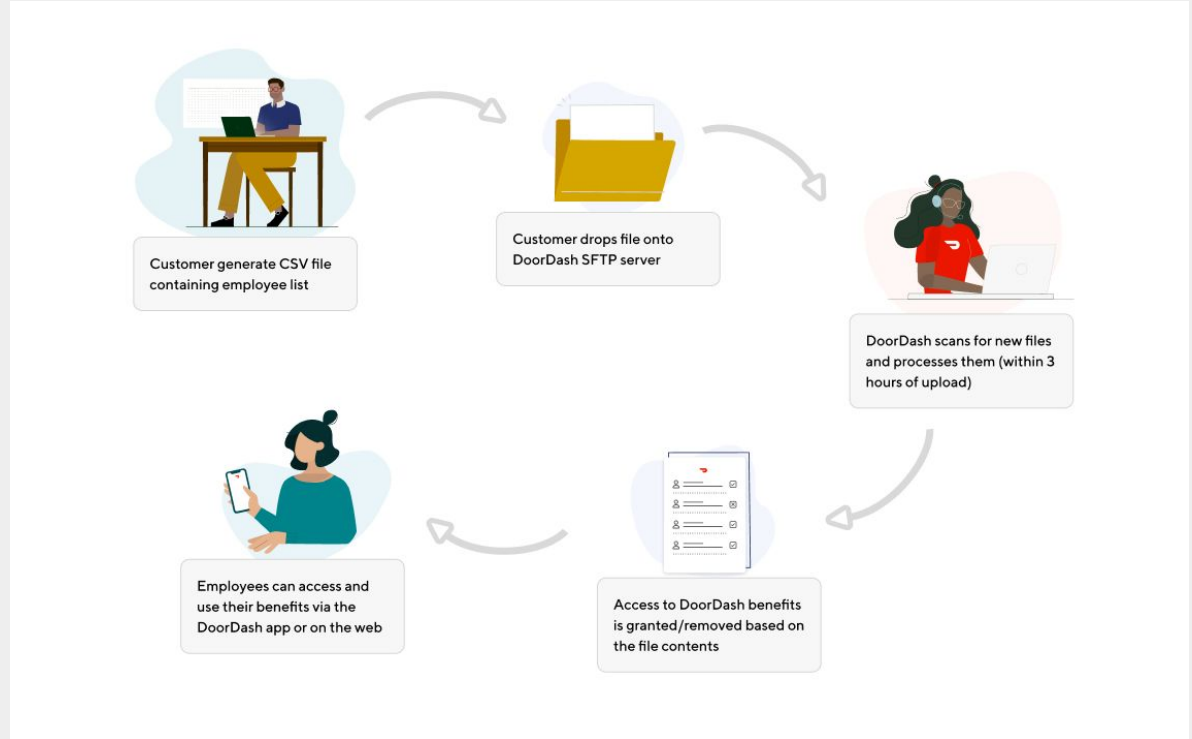 Customer generate CSV file
containing employee list
Customer drops file onto
DoorDash SFTP server
DoorDash scans for new files
and processes them (within 3
hours of upload)
Access to DoorDash benefits
is granted/removed based on
the file contents
Employees can access and
use their benefits via the
DoorDash app or on the web